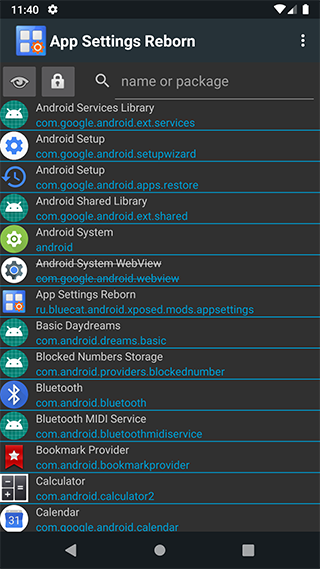 11:40
App Settings Reborn
name or package
Android Services Library
com.google.android.ext.services
Android Setup
com.google.android.setupwizard
Android Setup
com.google.android.apps.restore
Android Shared Library
com.google.android.ext.shared
Android System
android
Android System WebView
com.google.android.webview
App Settings Reborn
ru.bluecat.android.xposed.mods.appsettings
Basic Daydreams
com.android.dreams.basic
Blocked Numbers Storage
com.android.providers.blockednumber
Bluetooth
com.android.bluetooth
Bluetooth MIDI Service
com.android.bluetoothmidiservice
Bookmark Provider
com.android.bookmarkprovider
Calculator
com.android.calculator2
Calendar
31
com.google.android.calendar